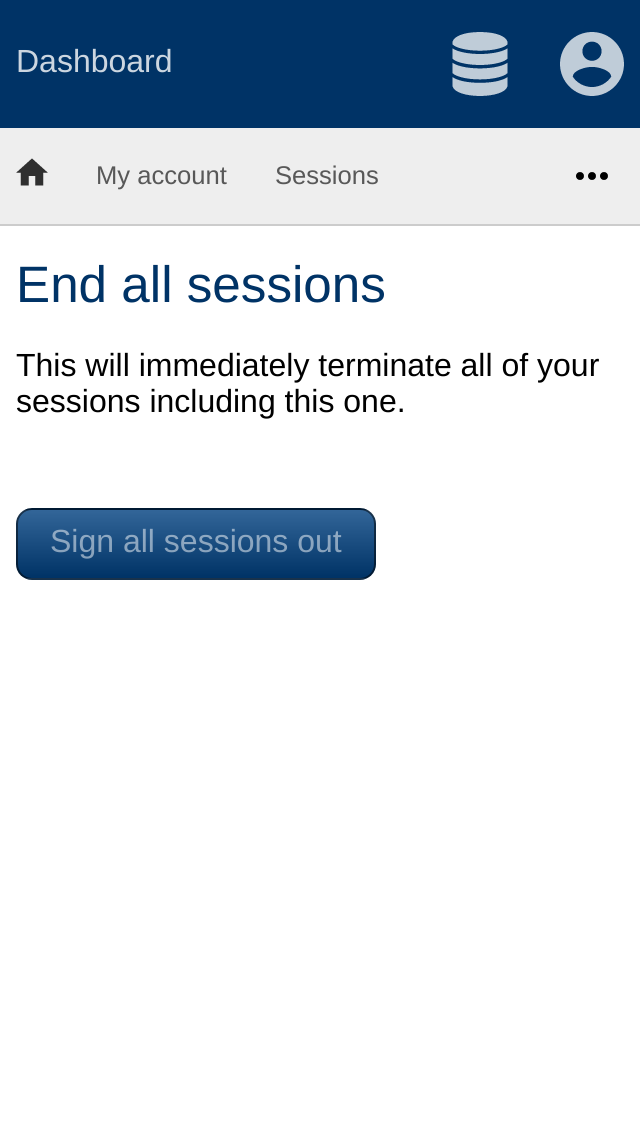 Dashboard
My account Sessions
End all sessions
This will immediately terminate all of your
sessions including this one.
Sign all sessions out